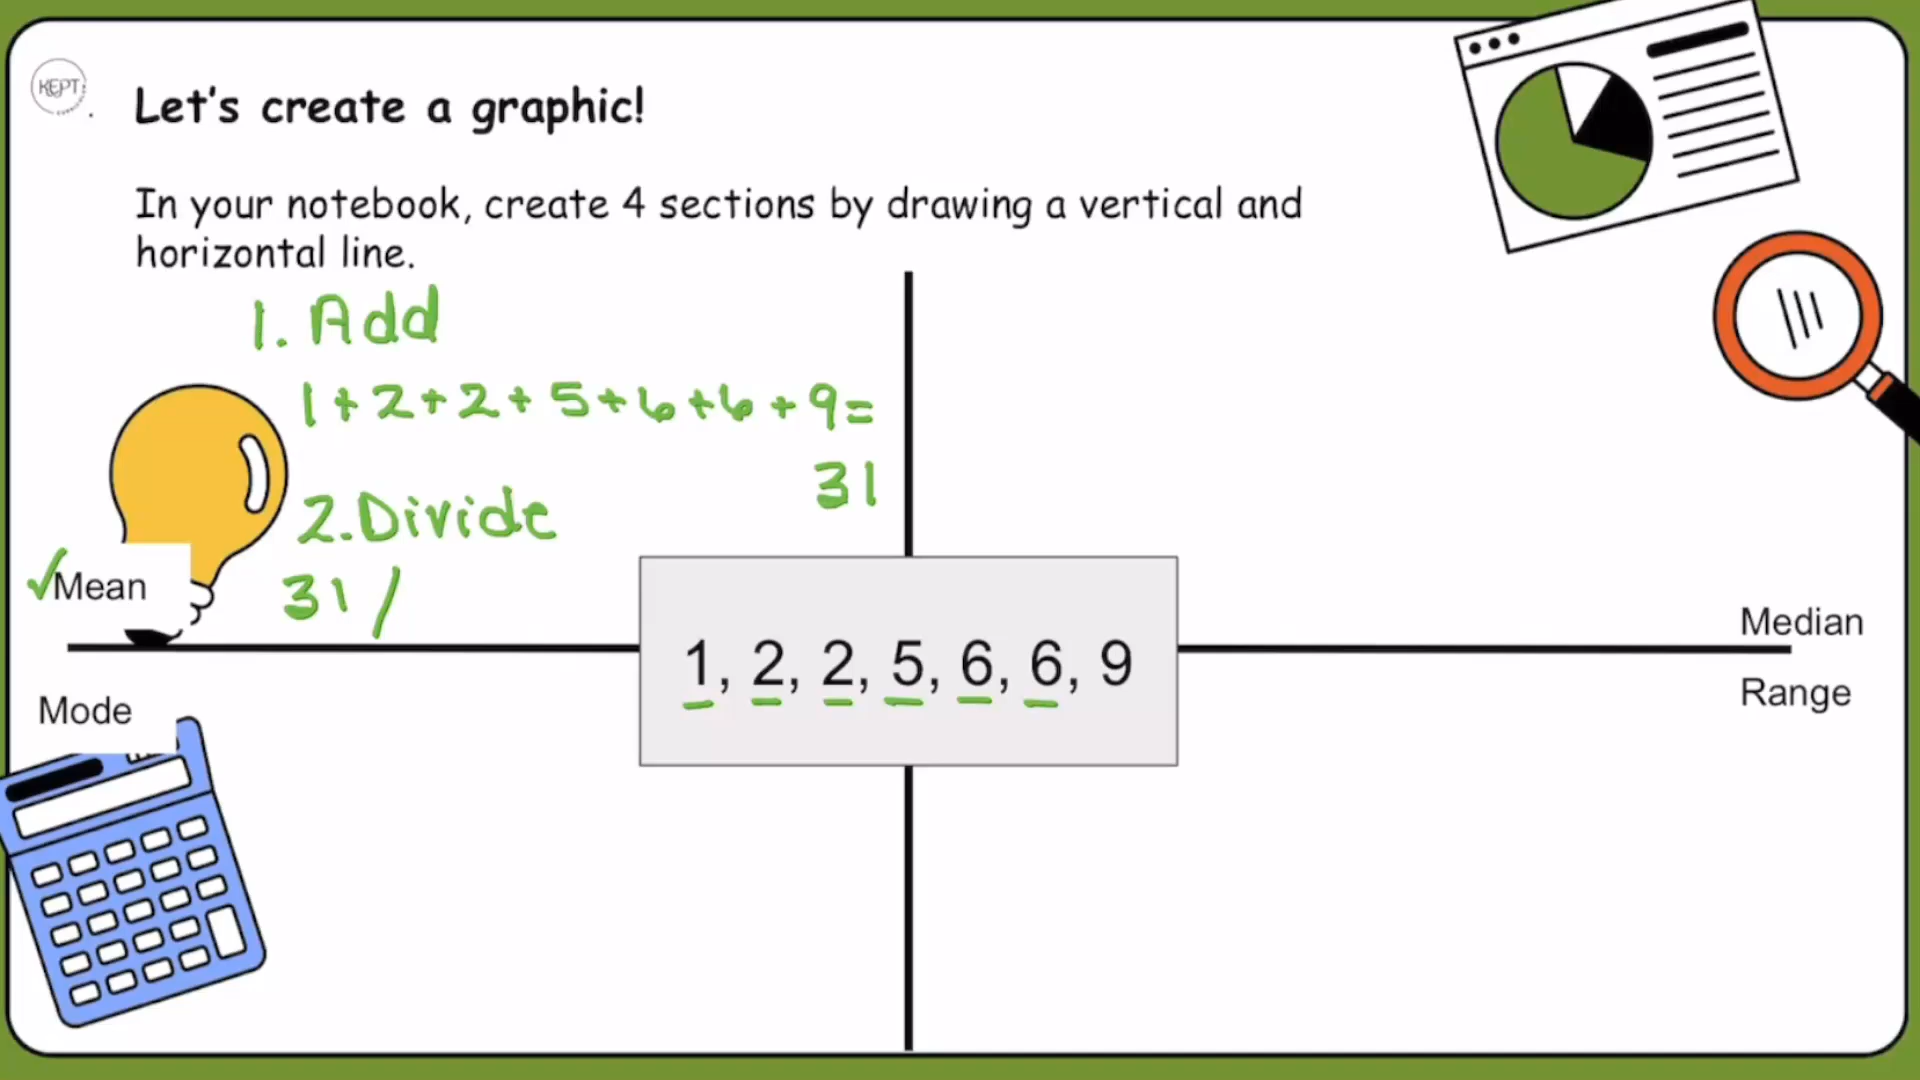 KEPT
Let's create a graphic!
In your notebook, create 4 sections by drawing a vertical and
horizontal line.
1. Add
1+2+2+5+6+6+9=
31
2. Divide
31 /
✓Mean
Mode
1, 2, 2, 5, 6, 6, 9
Median
Range